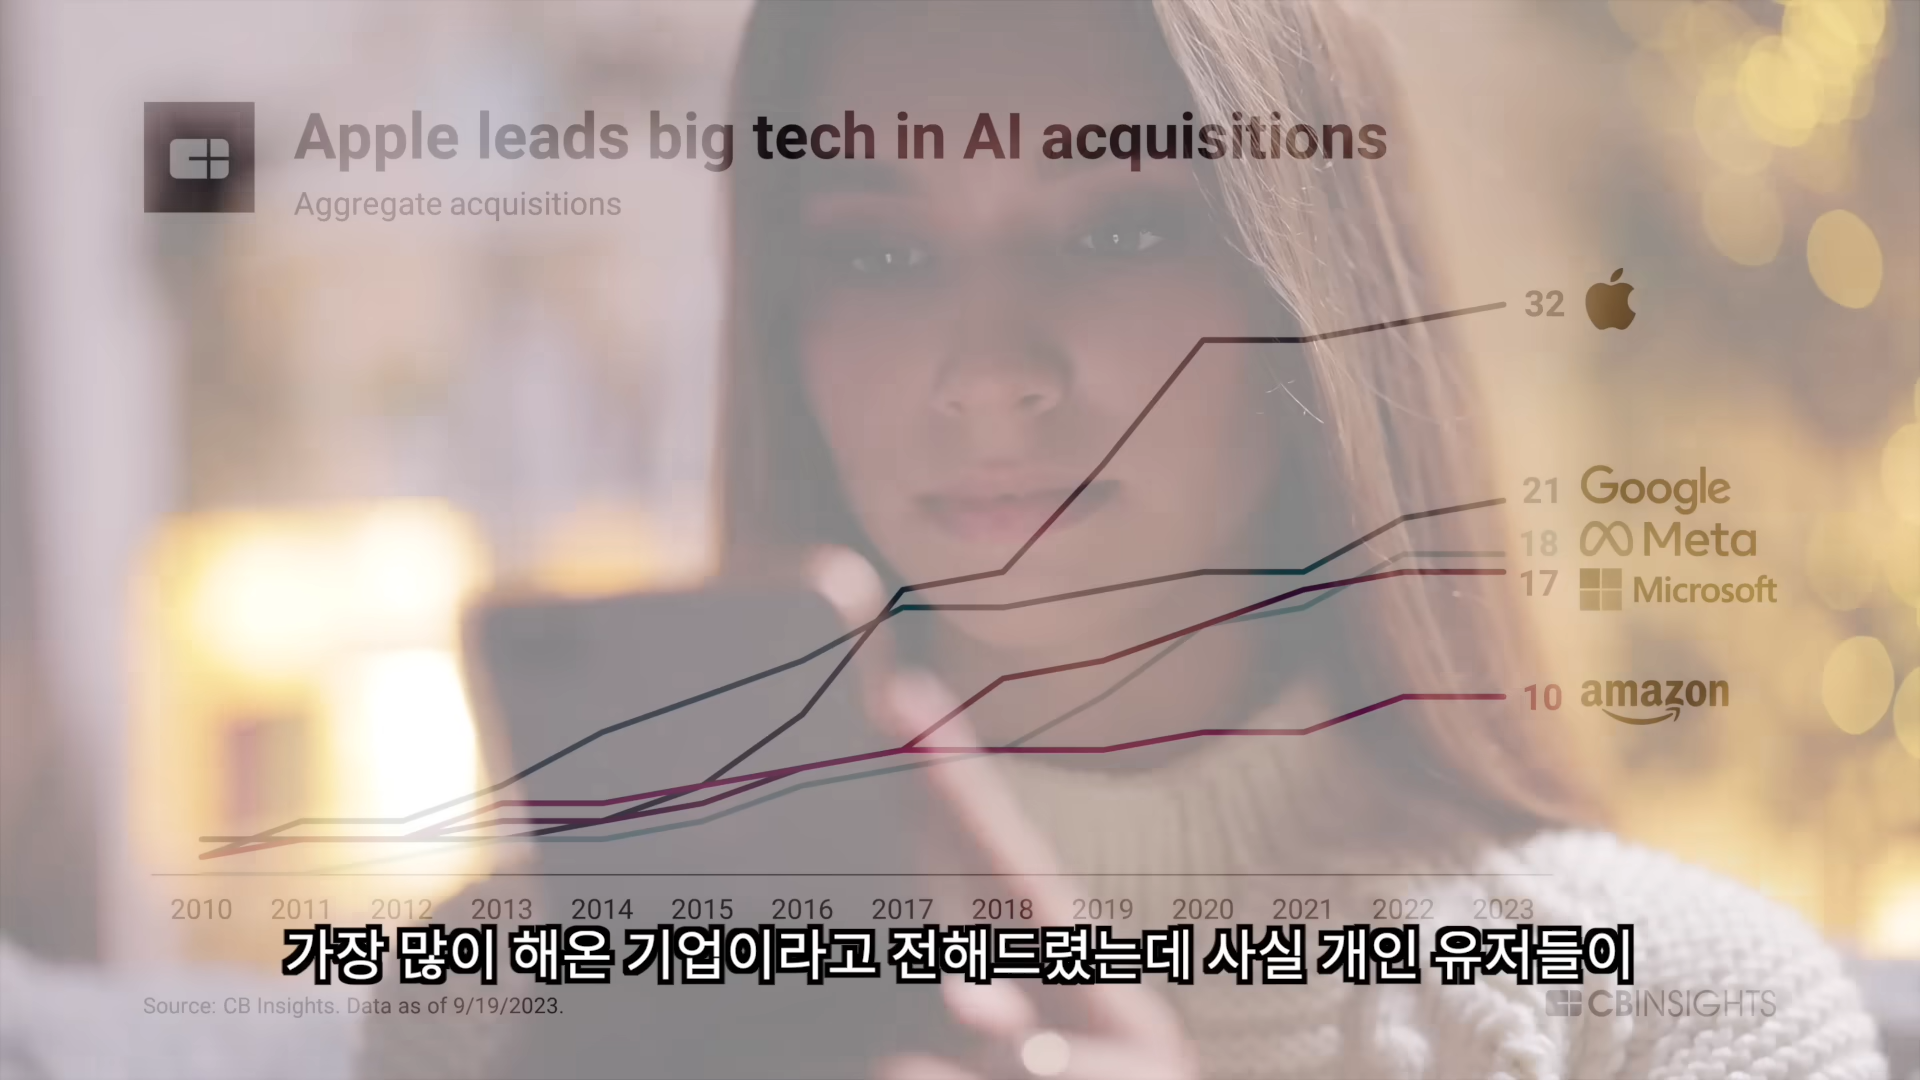 Apple leads big tech in AI acquisitions
Aggregate acquisitions
32
21 Google
18 Meta
17 Microsoft
10 amazon
2010 2011 2012 2013 2014 2015 2016 2017 2018 2019 2020 2021 2022 2023
가장 많이 해온 기업이라고 전해드렸는데 사실 개인 유저들이
Source: CB Insights. Data as of 9/19/2023.
CBINSIGHTS